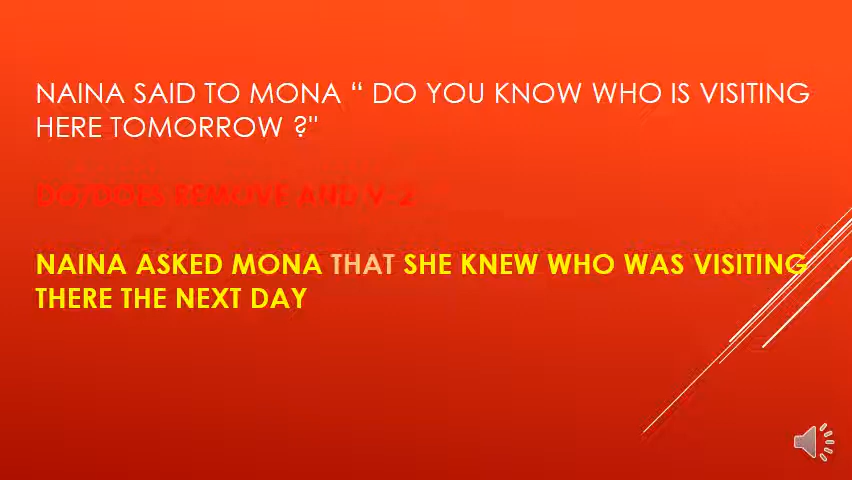 NAINA SAID TO MONA “ DO YOU KNOW WHO IS VISITING
HERE TOMORROW ?"
DO/DOES REMOVE AND V-2
NAINA ASKED MONA THAT SHE KNEW WHO WAS VISITING
THERE THE NEXT DAY